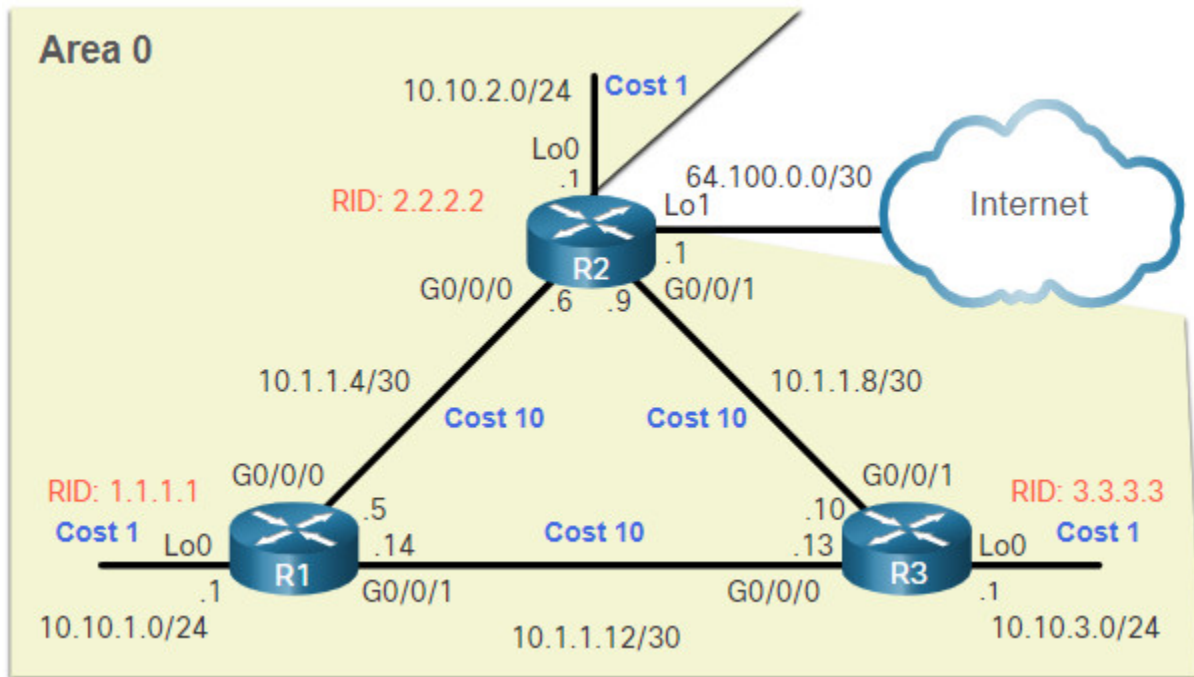 Area 0
10.10.2.0/24
Cost 1
Lo0
.1
64.100.0.0/30
Internet
RID: 2.2.2.2
Lo1
.1
R2
G0/0/0
.6
.9
G0/0/1
10.1.1.4/30
10.1.1.8/30
Cost 10
Cost 10
G0/0/0
G0/0/1
RID: 1.1.1.1
RID: 3.3.3.3
Cost 1
.5
.10
Cost 1
Lo0
.14
Cost 10
.13
Lo0
R1
R3
.1
G0/0/1
G0/0/0
.1
10.10.1.0/24
10.1.1.12/30
10.10.3.0/24